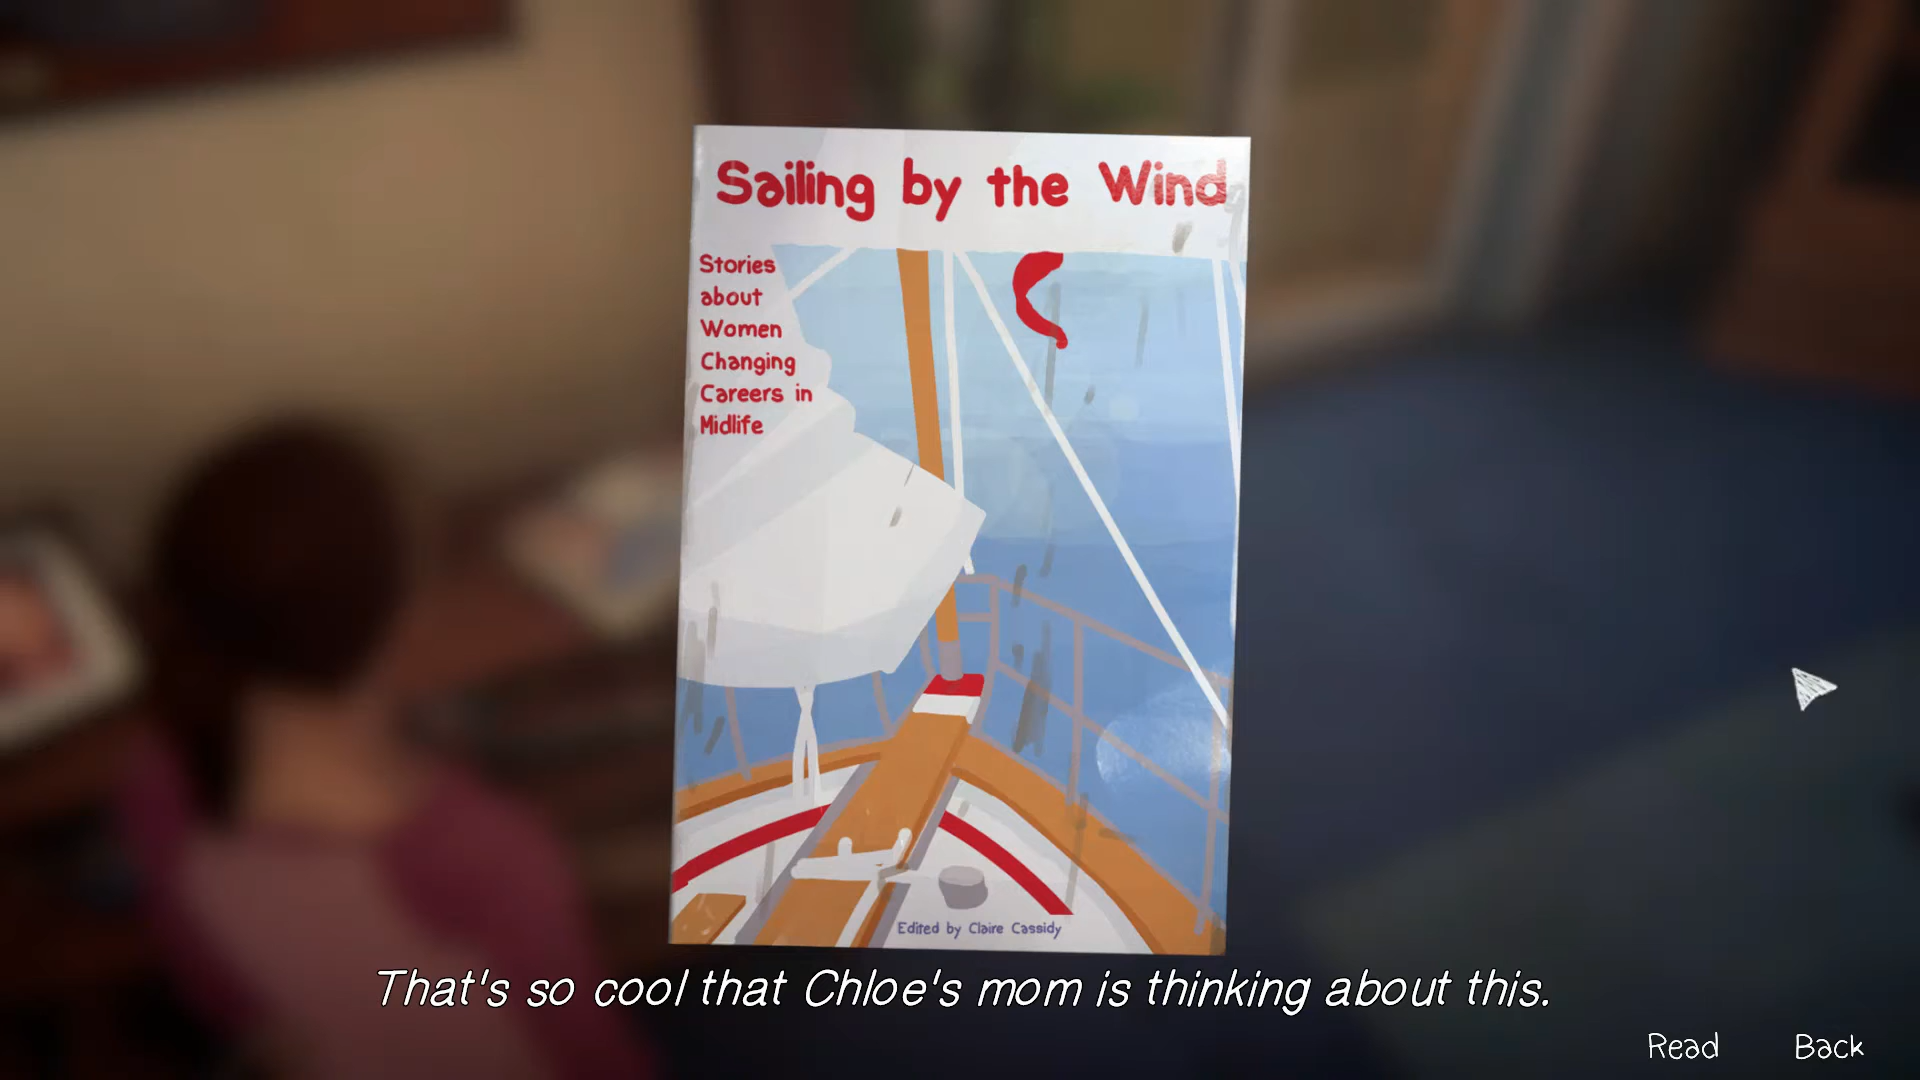 Sailing by the Wind
Stories
about
Women
Changing
Careers in
Midlife
Edited by Claire Cassidy
That's so cool that Chloe's mom is thinking about this.
Read Back